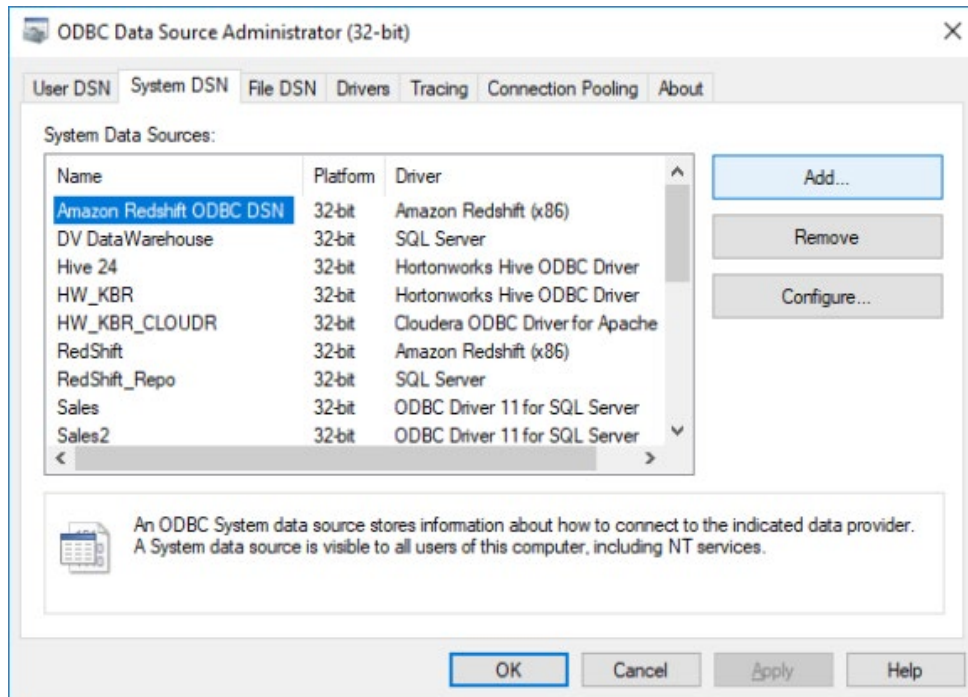 ODBC Data Source Administrator (32-bit)
User DSN System DSN File DSN Drivers Tracing Connection Pooling About
System Data Sources:
Name Platform Driver
Amazon Redshift ODBC DSN 32-bit Amazon Redshift (x86)
DV DataWarehouse 32-bit SQL Server
Hive 24 32-bit Hortonworks Hive ODBC Driver
HW_KBR 32-bit Hortonworks Hive ODBC Driver
HW_KBR_CLOUDR 32-bit Cloudera ODBC Driver for Apache
RedShift 32-bit Amazon Redshift (x86)
RedShift_Repo 32-bit SQL Server
Sales 32-bit ODBC Driver 11 for SQL Server
Sales2 32-bit ODBC Driver 11 for SQL Server
Add...
Remove
Configure...
An ODBC System data source stores information about how to connect to the indicated data provider.
A System data source is visible to all users of this computer, including NT services.
OK Cancel Apply Help